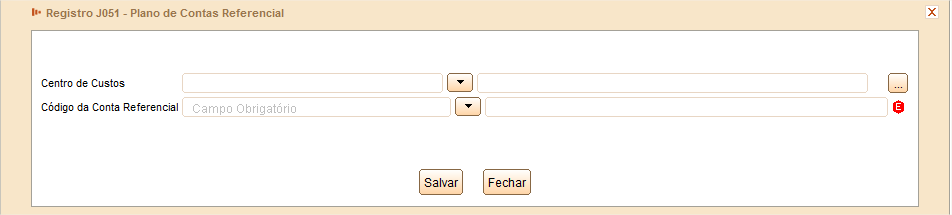 Registro J051 - Plano de Contas Referencial
X
Centro de Custos
...
Código da Conta Referencial Campo Obrigatório E
Salvar Fechar